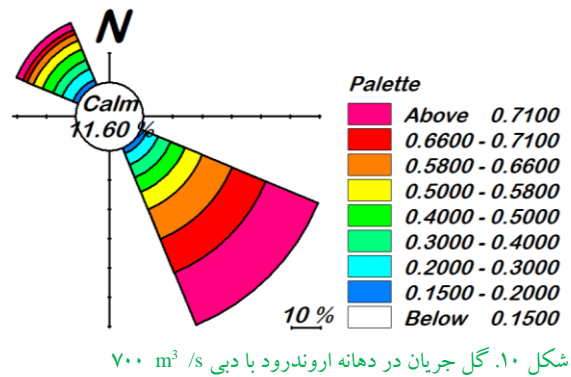 N
Calm
11.60 %
10 %
Palette
Above 0.7100
0.6600 - 0.7100
0.5800 - 0.6600
0.5000 - 0.5800
0.4000 - 0.5000
0.3000 - 0.4000
0.2000 - 0.3000
0.1500 - 0.2000
Below 0.1500
شکل ۱۰. گل جریان در دهانه اروندرود با دبی m³ /s ۷۰۰